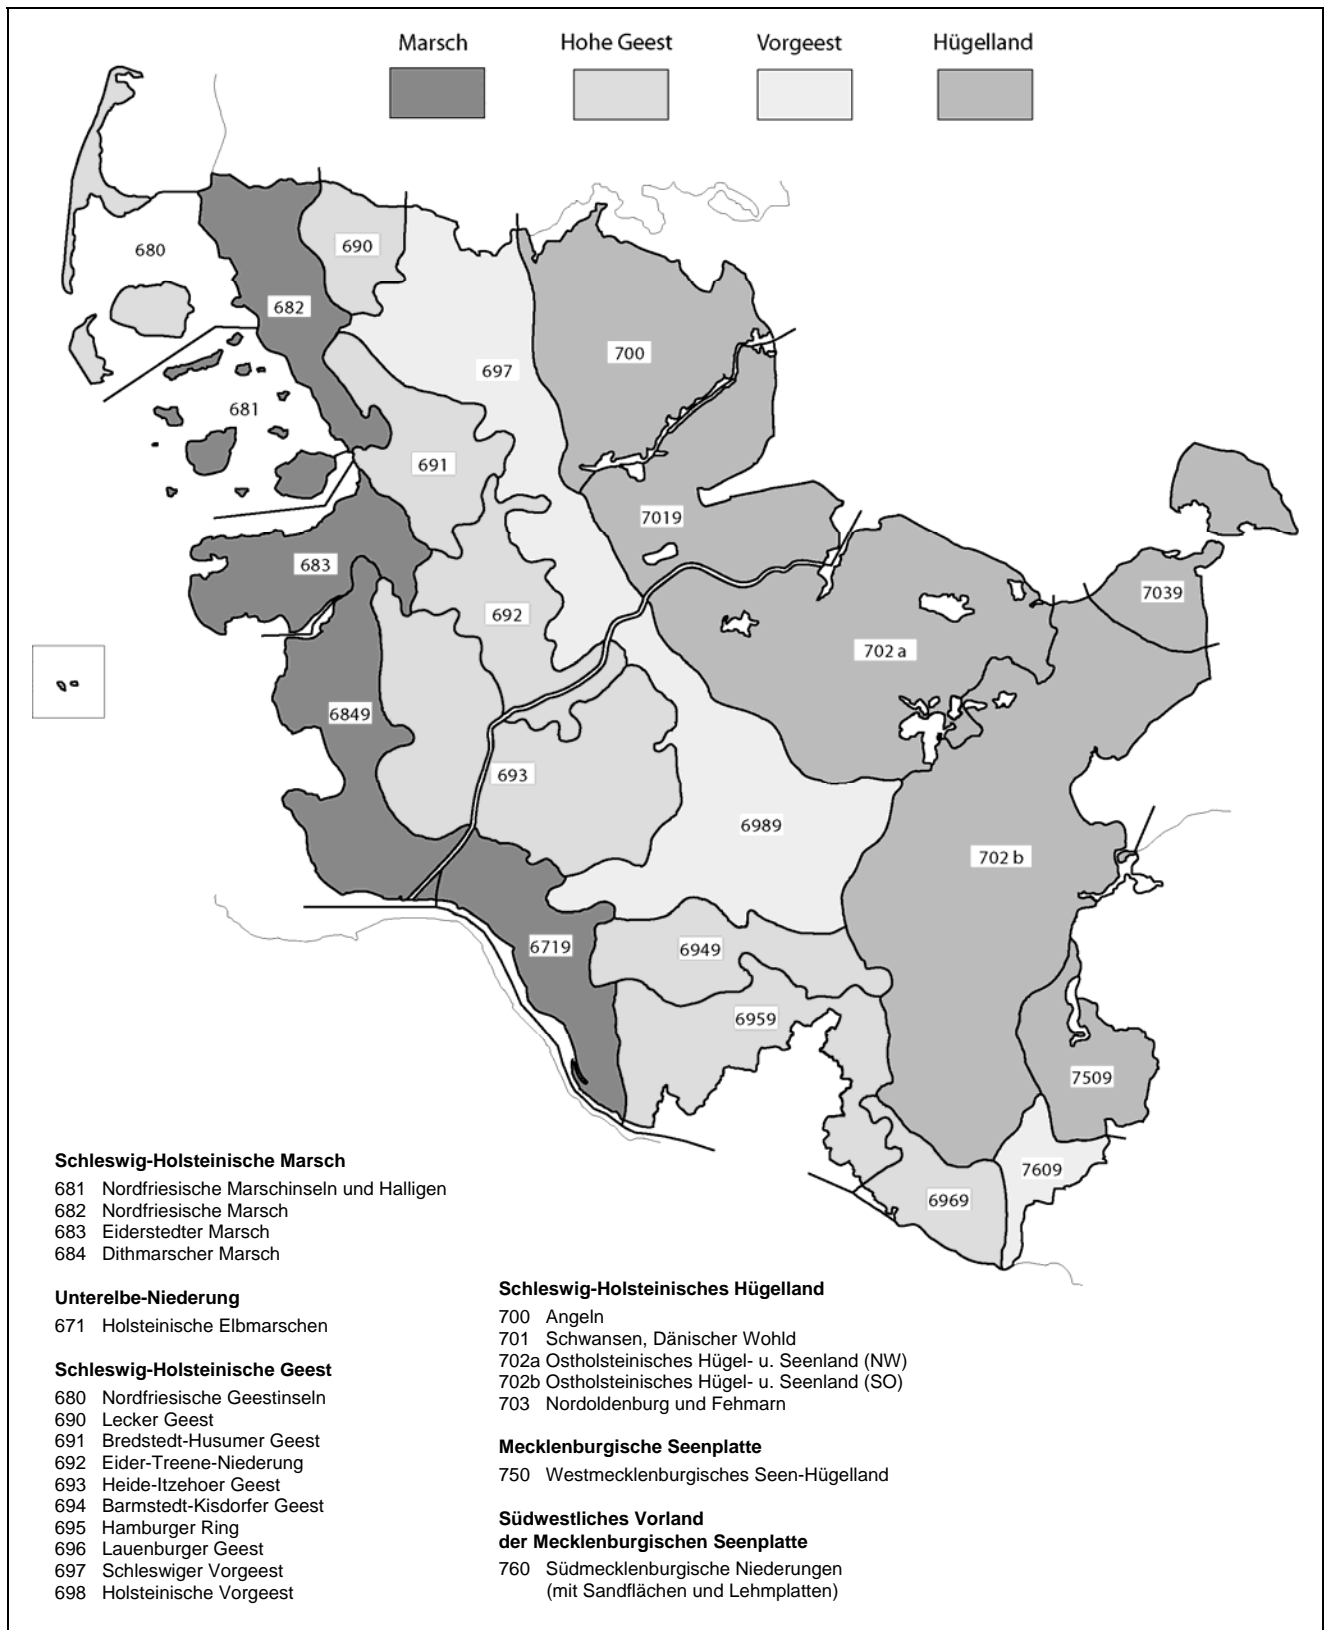 Marsch
Hohe Geest
Vorgeest
Hügelland
680
690
682
700
697
681
691
7019
683
7039
692
702 a
6849
693
6989
702 b
6719
6949
6959
7509
7609
6969
Schleswig-Holsteinische Marsch
681 Nordfriesische Marschinseln und Halligen
682 Nordfriesische Marsch
683 Eiderstedter Marsch
684 Dithmarscher Marsch
Unterelbe-Niederung
671 Holsteinische Elbmarschen
Schleswig-Holsteinische Geest
680 Nordfriesische Geestinseln
690 Lecker Geest
691 Bredstedt-Husumer Geest
692 Eider-Treene-Niederung
693 Heide-Itzehoer Geest
694 Barmstedt-Kisdorfer Geest
695 Hamburger Ring
696 Lauenburger Geest
697 Schleswiger Vorgeest
698 Holsteinische Vorgeest
Schleswig-Holsteinisches Hügelland
700 Angeln
701 Schwansen, Dänischer Wohld
702a Ostholsteinisches Hügel- u. Seenland (NW)
702b Ostholsteinisches Hügel- u. Seenland (SO)
703 Nordoldenburg und Fehmarn
Mecklenburgische Seenplatte
750 Westmecklenburgisches Seen-Hügelland
Südwestliches Vorland
der Mecklenburgischen Seenplatte
760 Südmecklenburgische Niederungen
(mit Sandflächen und Lehmplatten)